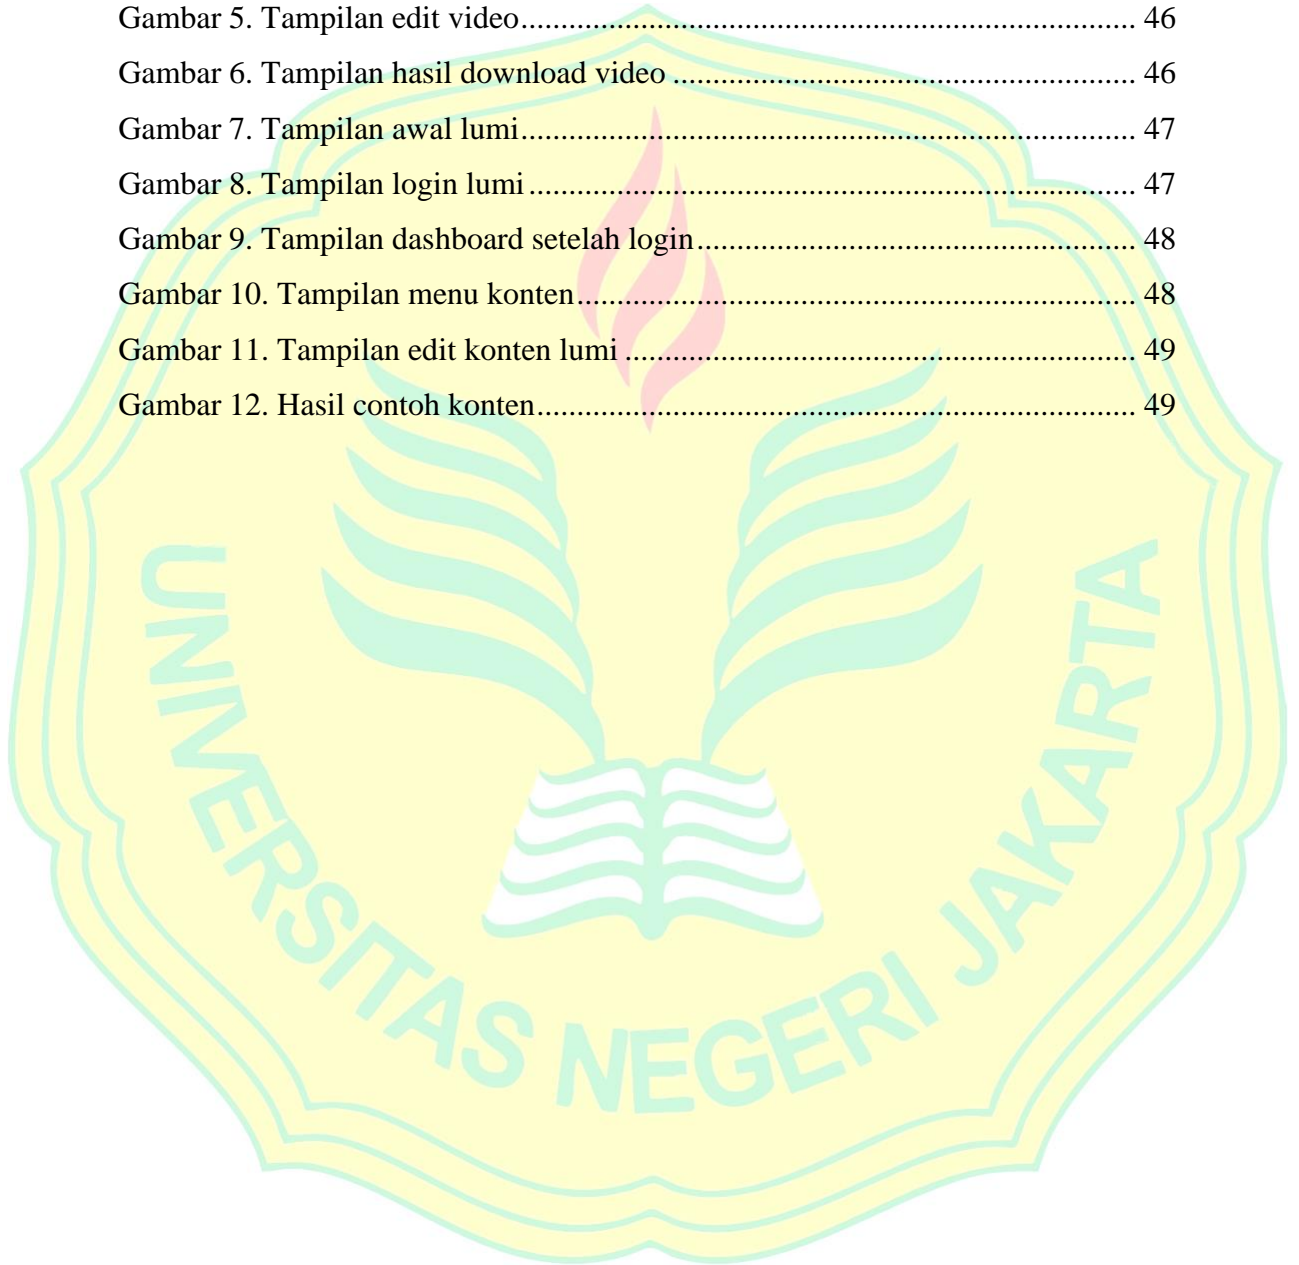 Gambar 5. Tampilan edit video............................................................................. 46
Gambar 6. Tampilan hasil download video .......................................................... 46
Gambar 7. Tampilan awal lumi............................................................................. 47
Gambar 8. Tampilan login lumi ............................................................................ 47
Gambar 9. Tampilan dashboard setelah login....................................................... 48
Gambar 10. Tampilan menu konten...................................................................... 48
Gambar 11. Tampilan edit konten lumi ................................................................ 49
Gambar 12. Hasil contoh konten........................................................................... 49
UNIVERSITAS NEGERI JAKARTA